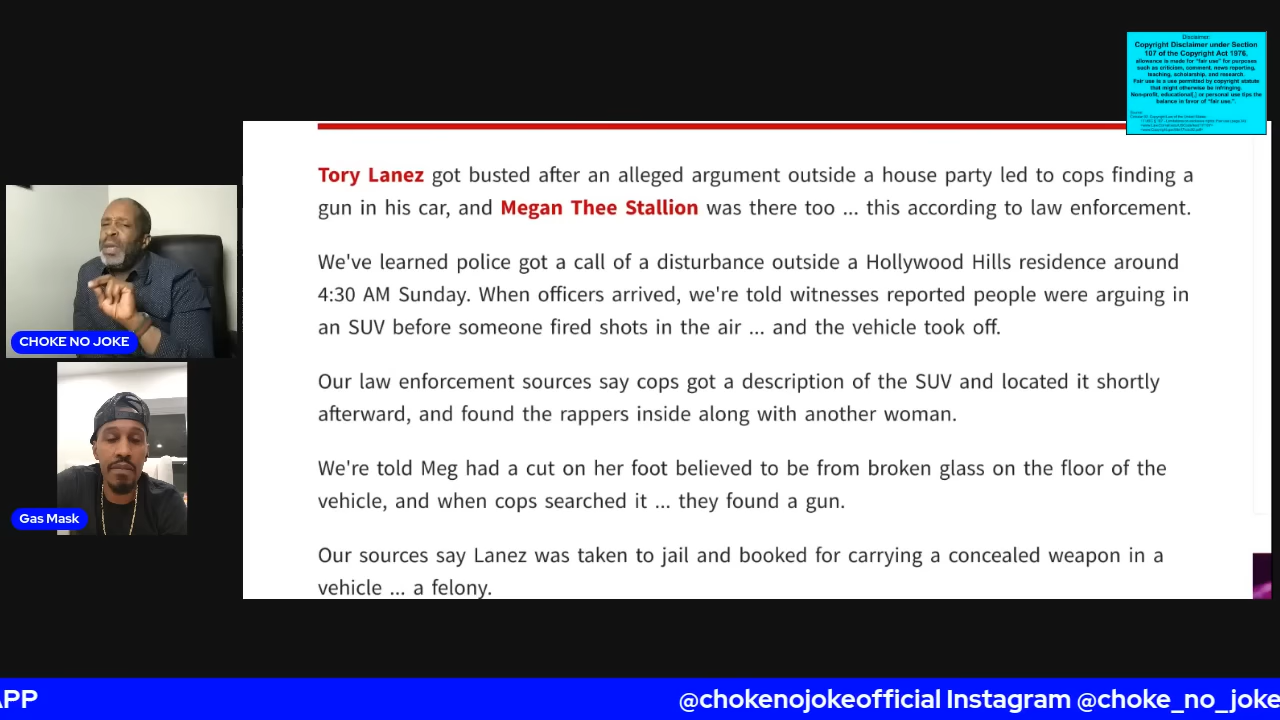 Disclaimer:
Copyright Disclaimer under Section
107 of the Copyright Act 1976,
allowance is made for "fair use" for purposes
such as criticism, comment, news reporting,
teaching, scholarship, and research.
Fair use is a use permitted by copyright statute
that might otherwise be infringing.
Non-profit, educational[,] or personal use tips the
balance in favor of "fair use.".
Tory Lanez got busted after an alleged argument outside a house party led to cops finding a
gun in his car, and Megan Thee Stallion was there too ... this according to law enforcement.
We've learned police got a call of a disturbance outside a Hollywood Hills residence around
4:30 AM Sunday. When officers arrived, we're told witnesses reported people were arguing in
an SUV before someone fired shots in the air ... and the vehicle took off.
Our law enforcement sources say cops got a description of the SUV and located it shortly
afterward, and found the rappers inside along with another woman.
We're told Meg had a cut on her foot believed to be from broken glass on the floor of the
vehicle, and when cops searched it ... they found a gun.
Our sources say Lanez was taken to jail and booked for carrying a concealed weapon in a
vehicle ... a felony.
CHOKE NO JOKE
Gas Mask
APP @chokenojokeofficial Instagram @choke_no_joke